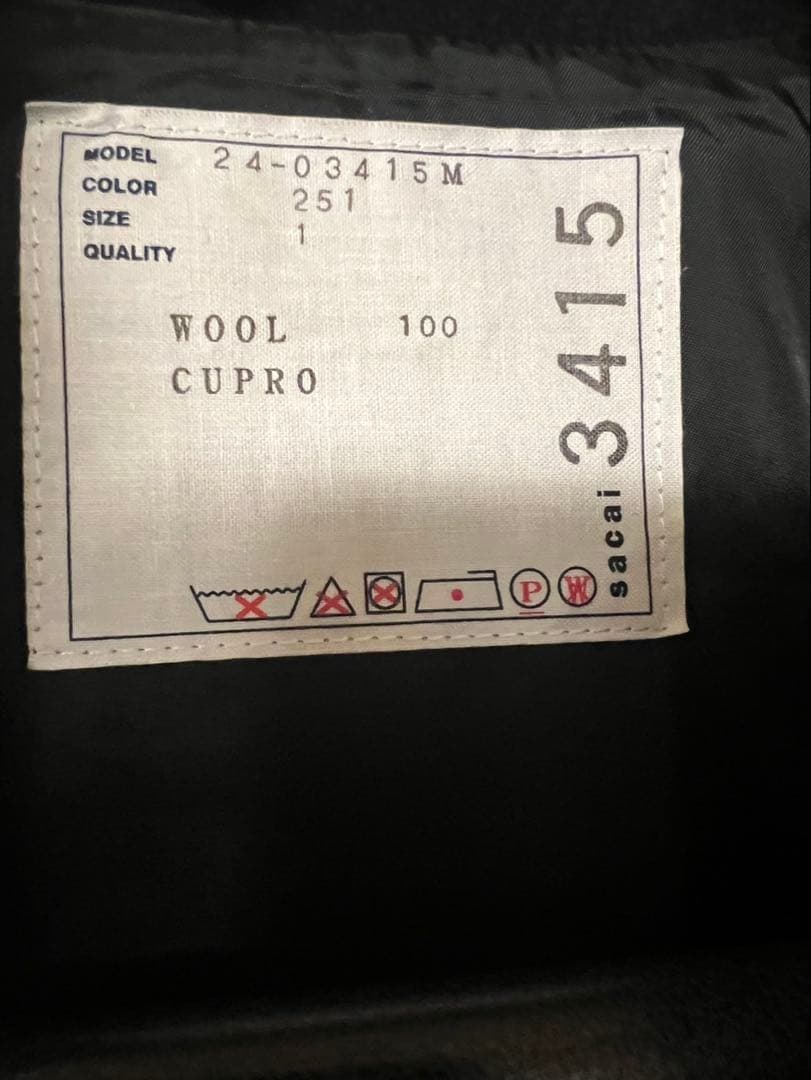 MODEL 24-03415M
COLOR 251
SIZE 1
QUALITY
WOOL 100
CUPRO
P W
sacai 3415